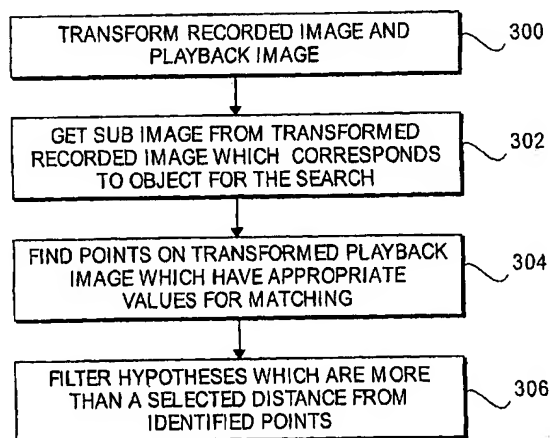 TRANSFORM RECORDED IMAGE AND
PLAYBACK IMAGE
300
GET SUB IMAGE FROM TRANSFORMED
RECORDED IMAGE WHICH CORRESPONDS
TO OBJECT FOR THE SEARCH
302
FIND POINTS ON TRANSFORMED PLAYBACK
IMAGE WHICH HAVE APPROPRIATE
VALUES FOR MATCHING
304
FILTER HYPOTHESES WHICH ARE MORE
THAN A SELECTED DISTANCE FROM
IDENTIFIED POINTS
306